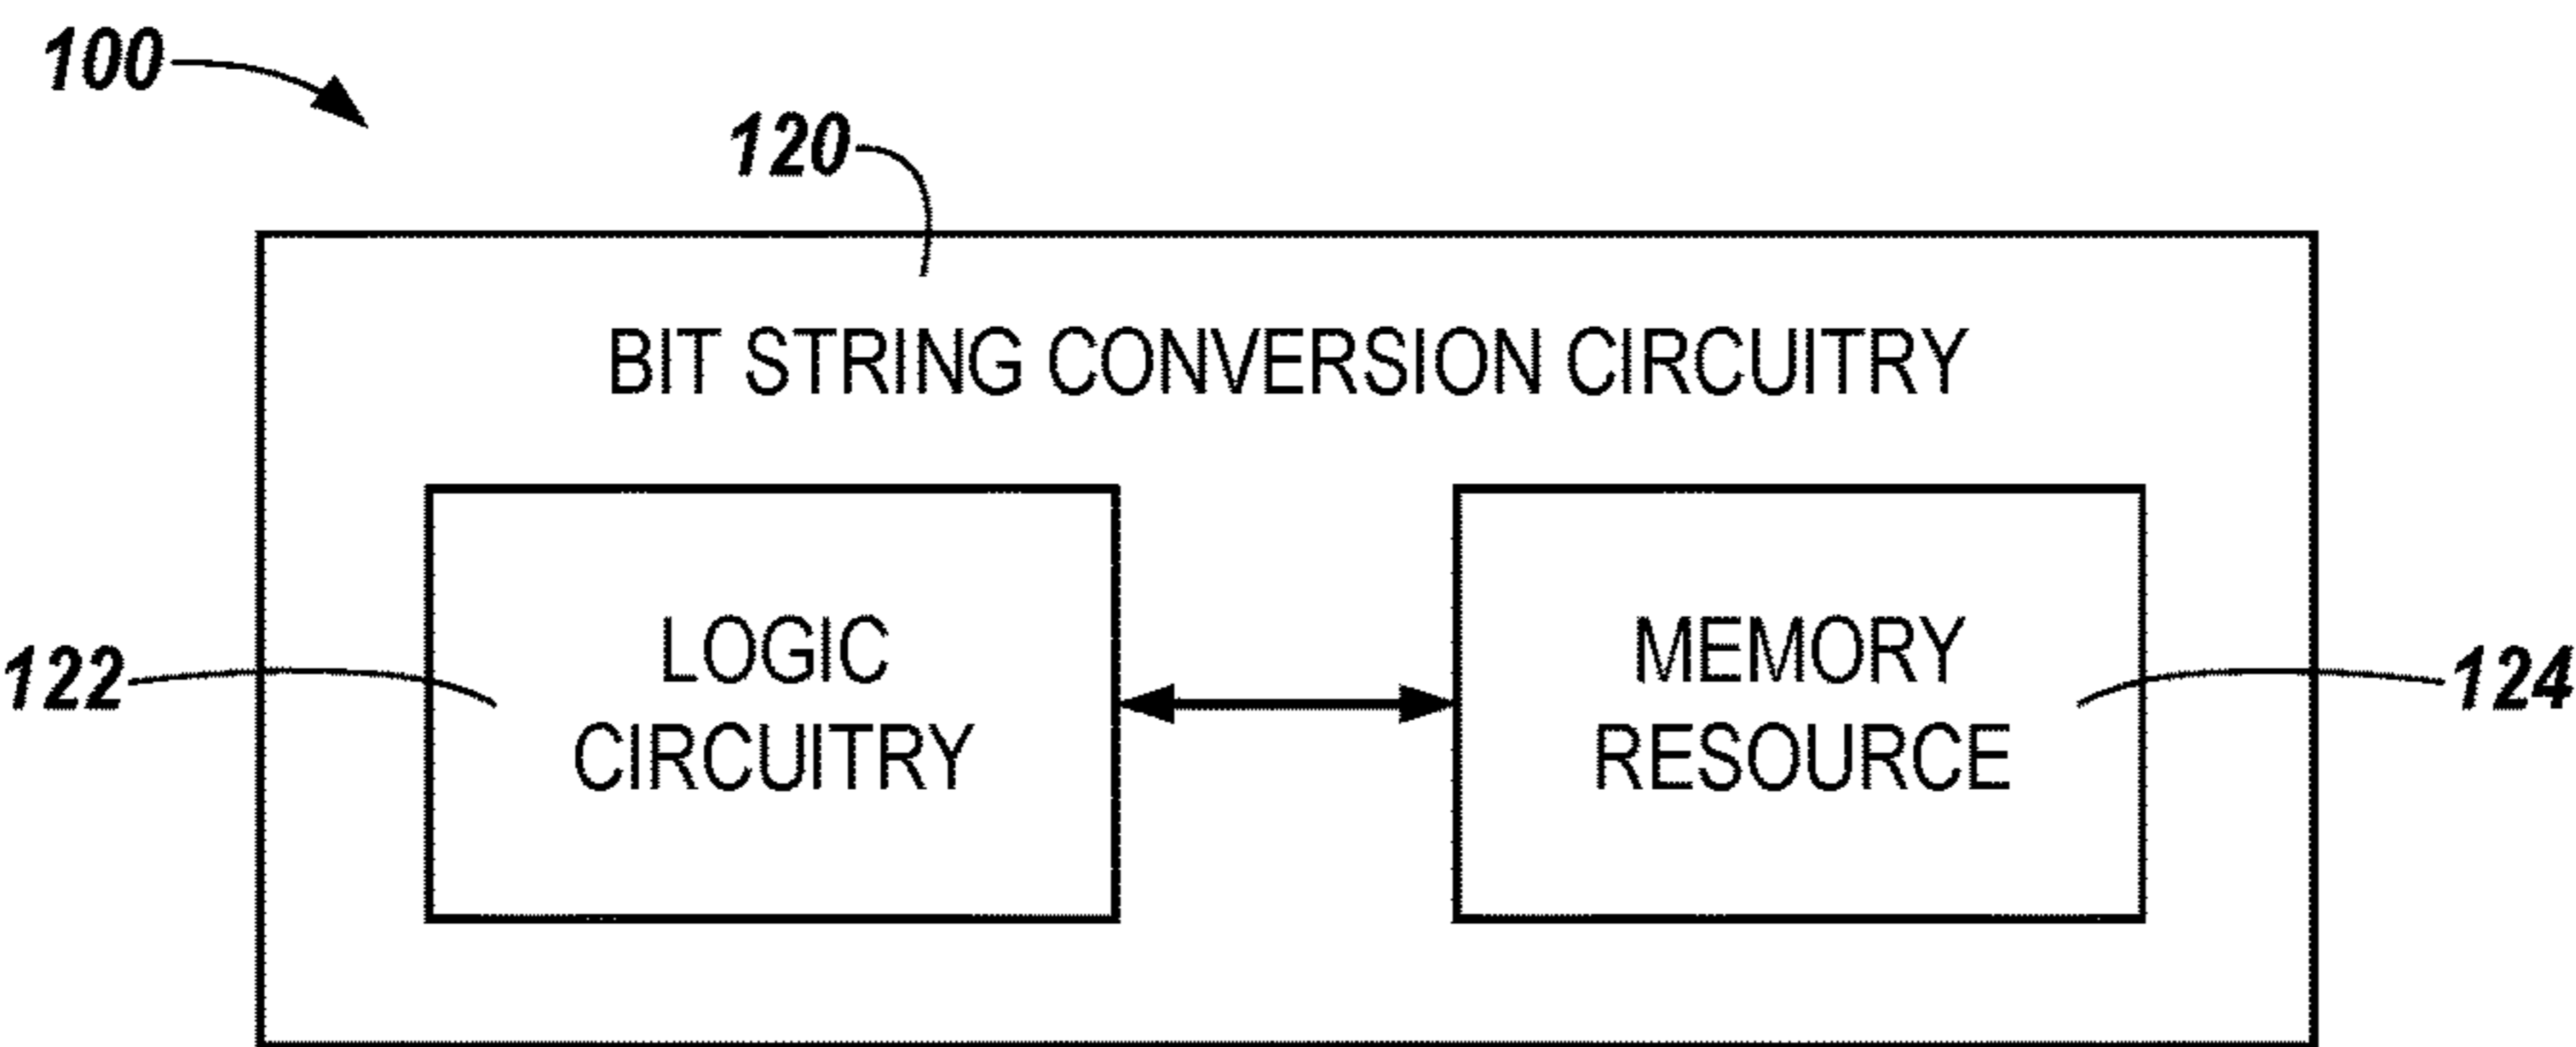 100
120
BIT STRING CONVERSION CIRCUITRY
LOGIC
CIRCUITRY
MEMORY
RESOURCE
122
124